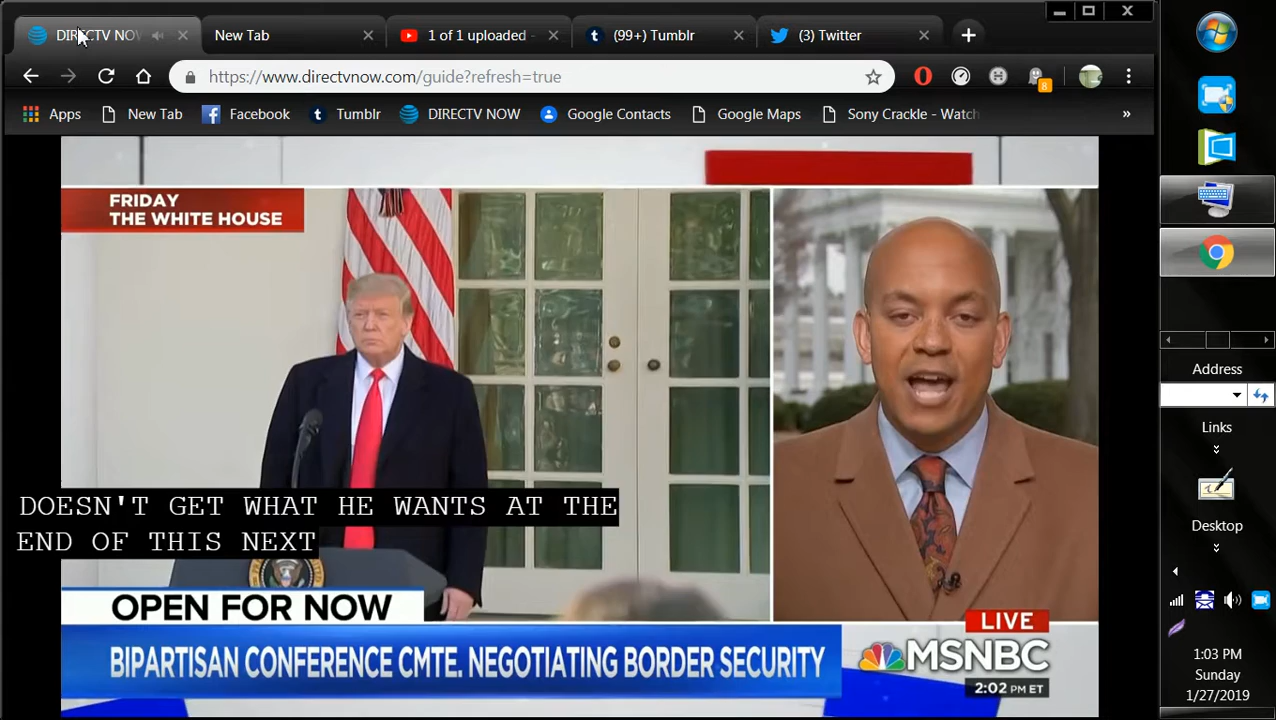 DIRECTV NOW
New Tab
1 of 1 uploaded -
(99+) Tumblr
(3) Twitter
https://www.directvnow.com/guide?refresh=true
8
Apps
New Tab
Facebook
Tumblr
DIRECTV NOW
Google Contacts
Google Maps
Sony Crackle - Watch
»
FRIDAY
THE WHITE HOUSE
DOESN'T GET WHAT HE WANTS AT THE
END OF THIS NEXT
OPEN FOR NOW
BIPARTISAN CONFERENCE CMTE. NEGOTIATING BORDER SECURITY
LIVE
MSNBC
2:02 PM ET
Address
Links
Desktop
1:03 PM
Sunday
1/27/2019